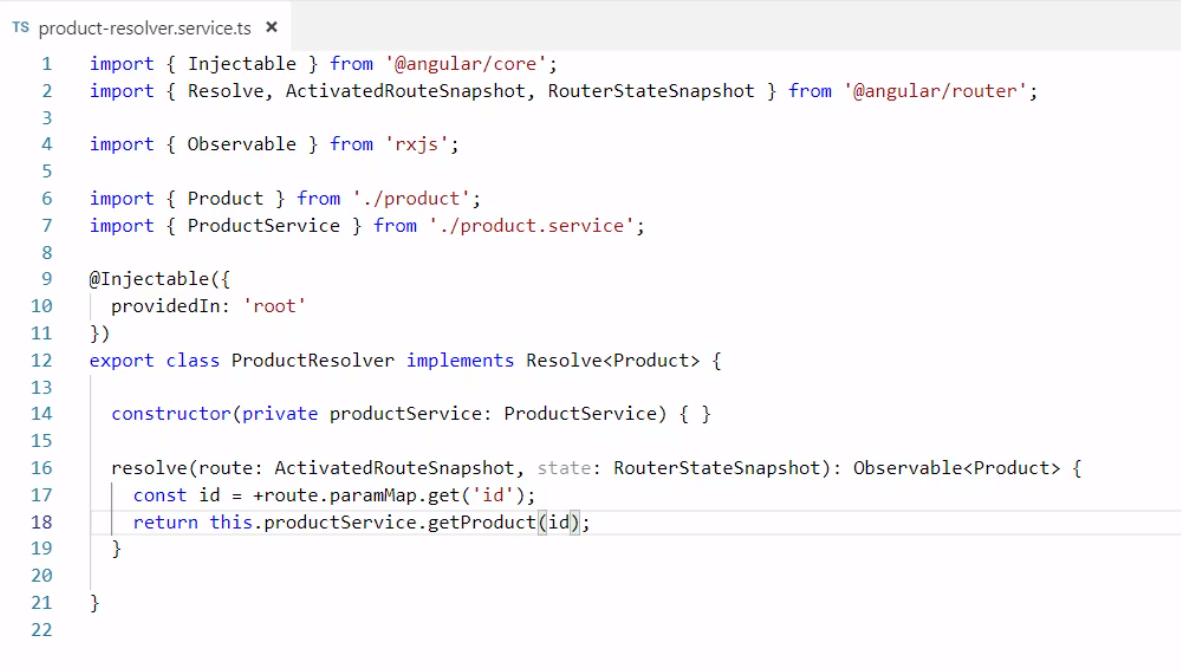 TS product-resolver.service.ts ×
1 import { Injectable } from '@angular/core';
2 import { Resolve, ActivatedRouteSnapshot, RouterStateSnapshot } from '@angular/router';
3
4 import { Observable } from 'rxjs';
5
6 import { Product } from './product';
7 import { ProductService } from './product.service';
8
9 @Injectable({
10   providedIn: 'root'
11 })
12 export class ProductResolver implements Resolve<Product> {
13
14   constructor(private productService: ProductService) { }
15
16   resolve(route: ActivatedRouteSnapshot, state: RouterStateSnapshot): Observable<Product> {
17     const id = +route.paramMap.get('id');
18     return this.productService.getProduct(id);
19   }
20
21 }
22